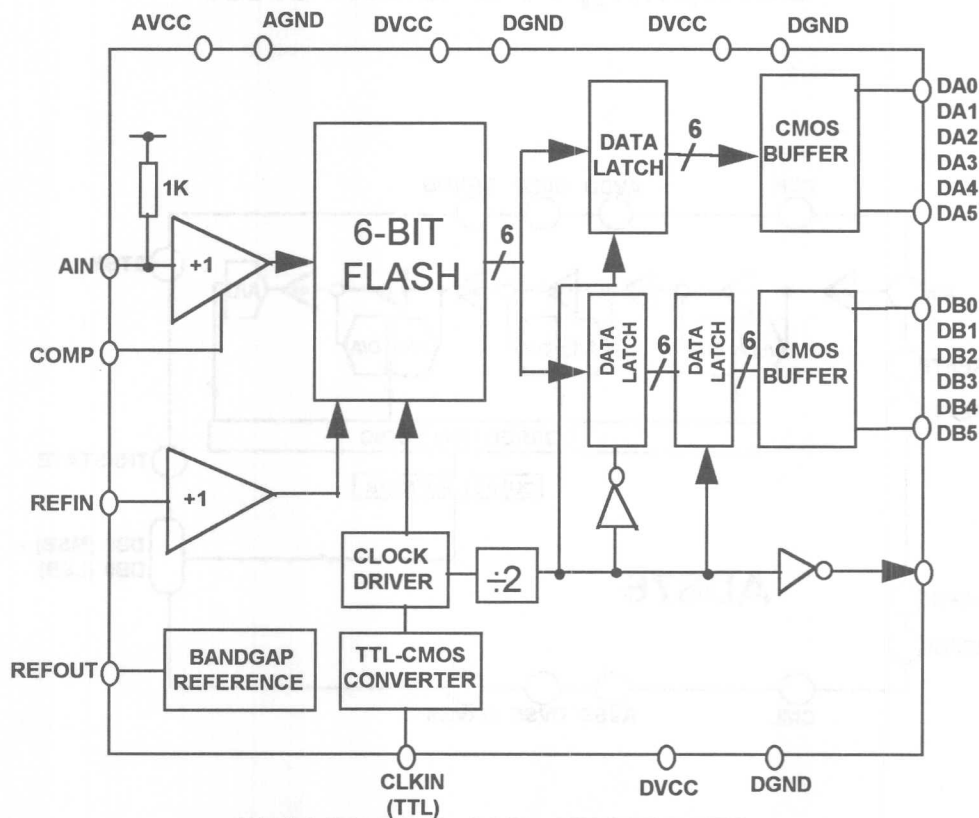 AVCC
AGND
DVCC
DGND
DVCC
DGND
DA0
DA1
DA2
DA3
DA4
DA5
1K
AIN
+1
COMP
6-BIT
FLASH
6
DATA
LATCH
6
CMOS
BUFFER
DATA
LATCH
6
DATA
LATCH
6
CMOS
BUFFER
DB0
DB1
DB2
DB3
DB4
DB5
REFIN
+1
CLOCK
DRIVER
÷2
REFOUT
BANDGAP
REFERENCE
TTL-CMOS
CONVERTER
CLKIN
(TTL)
DVCC
DGND